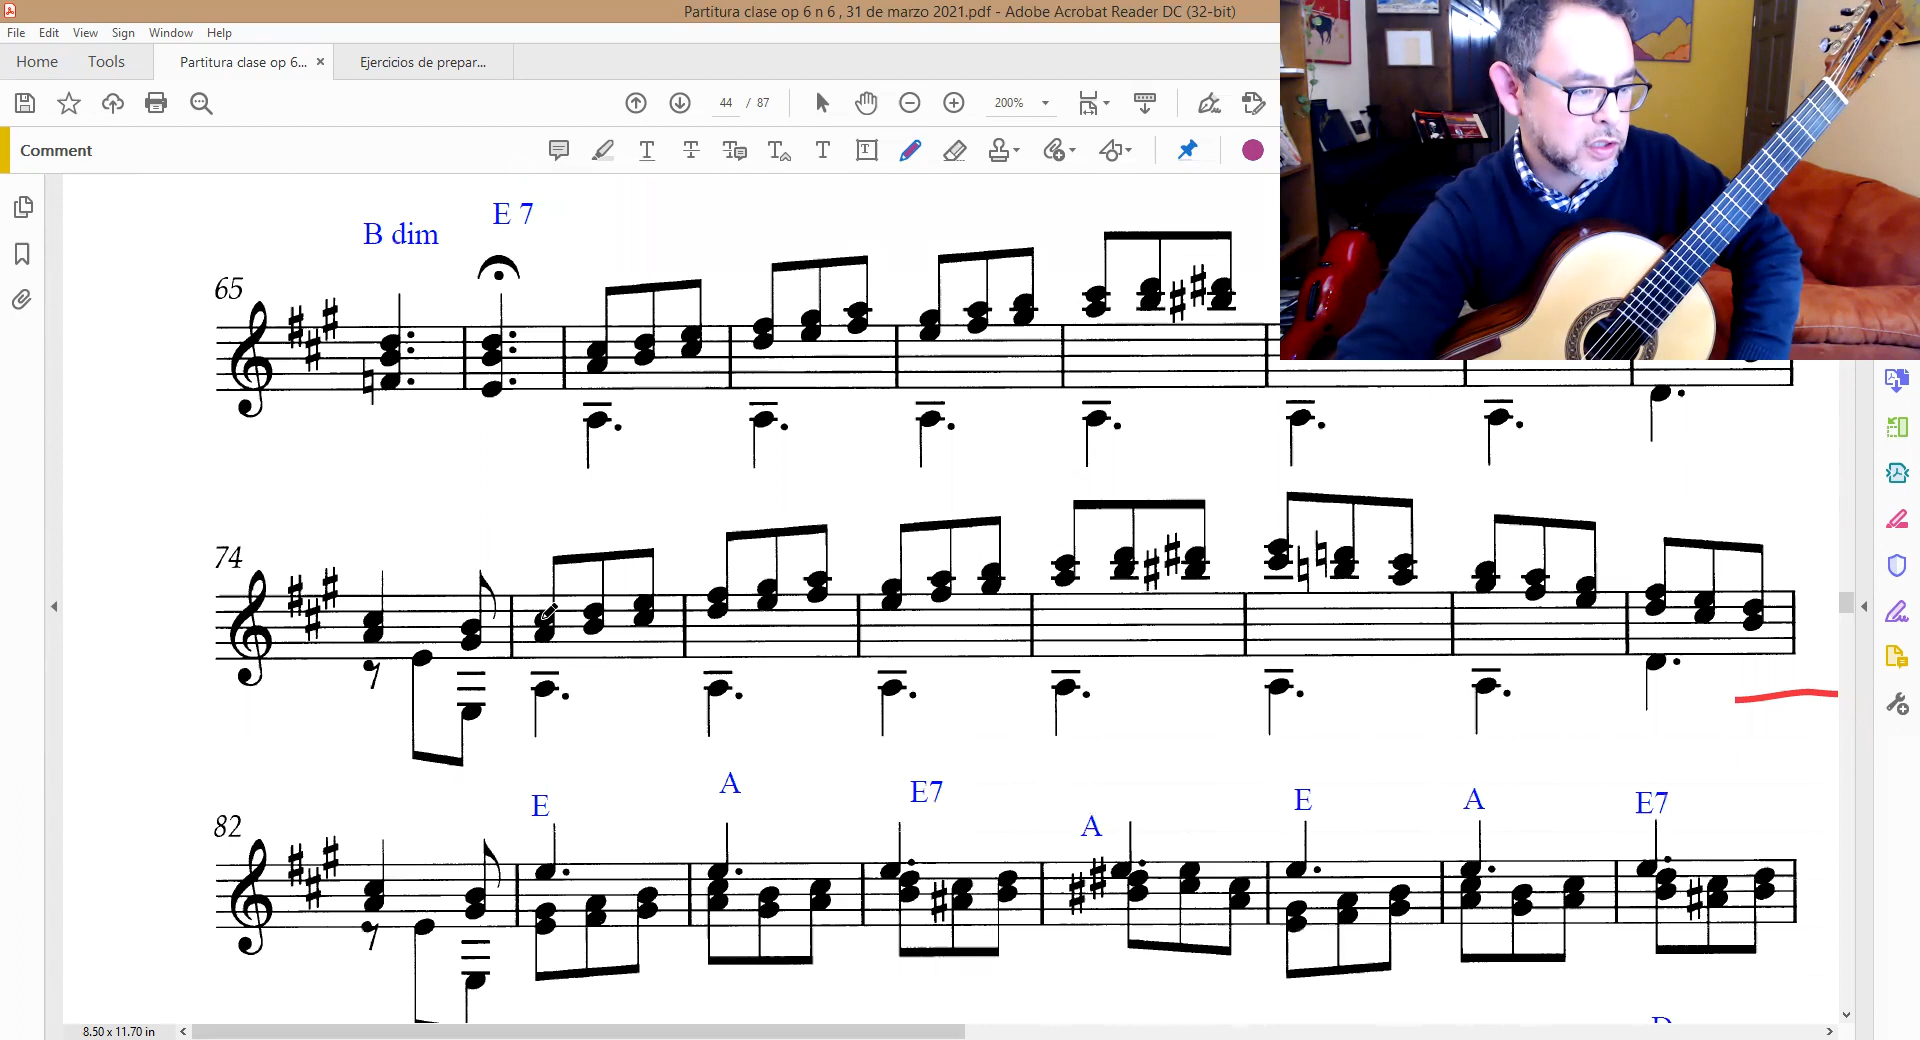 Partitura clase op 6 n 6 , 31 de marzo 2021.pdf - Adobe Acrobat Reader DC (32-bit)
File Edit View Sign Window Help
Home Tools Partitura clase op 6... × Ejercicios de prepar...
44 / 87 200%
Comment
B dim E 7
65
74
82
E A E7 A E A E7
D
8.50 x 11.70 in